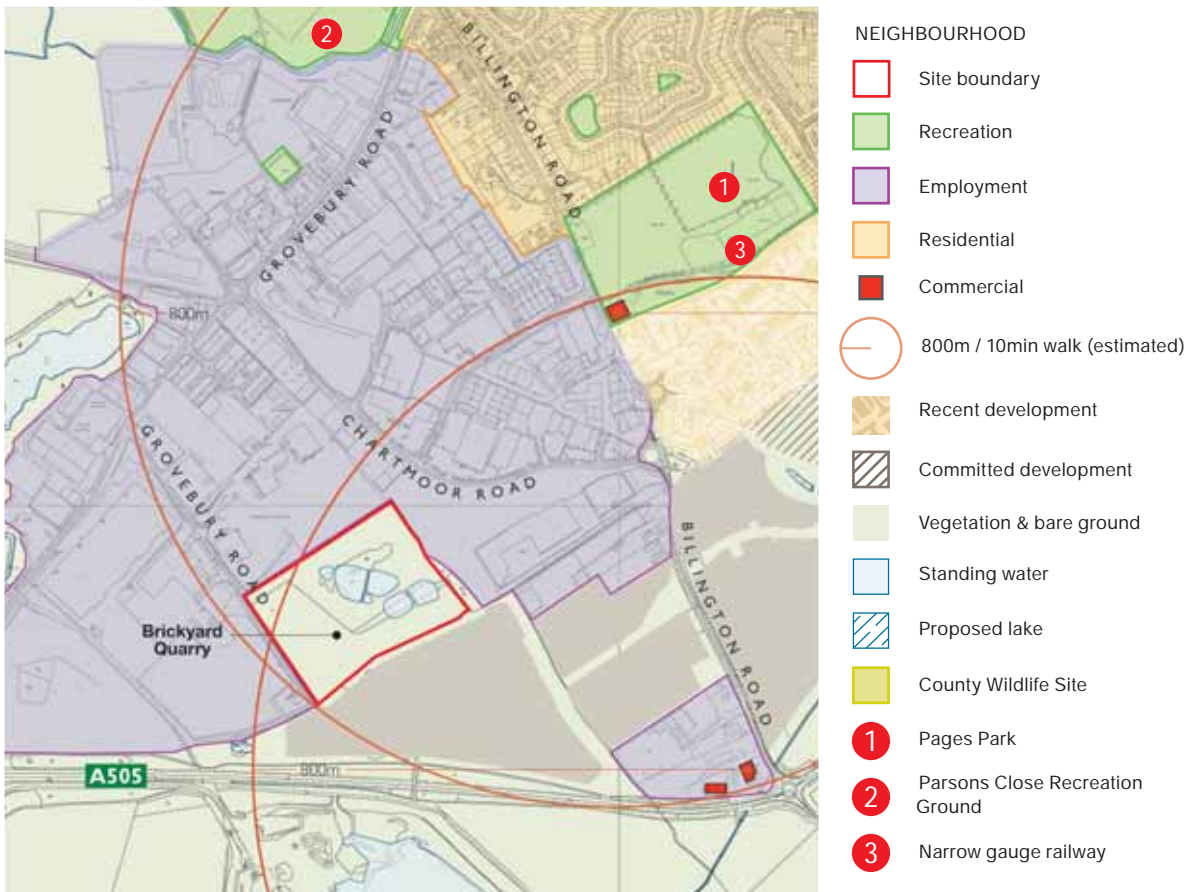 2
BILLINGTON ROAD
GROVEBURY ROAD
1
3
800m
CHARTMOOR ROAD
GROVEBURY ROAD
BILLINGTON ROAD
Brickyard
Quarry
A505
800m
NEIGHBOURHOOD
Site boundary
Recreation
Employment
Residential
Commercial
800m / 10min walk (estimated)
Recent development
Committed development
Vegetation & bare ground
Standing water
Proposed lake
County Wildlife Site
1 Pages Park
2 Parsons Close Recreation
Ground
3 Narrow gauge railway